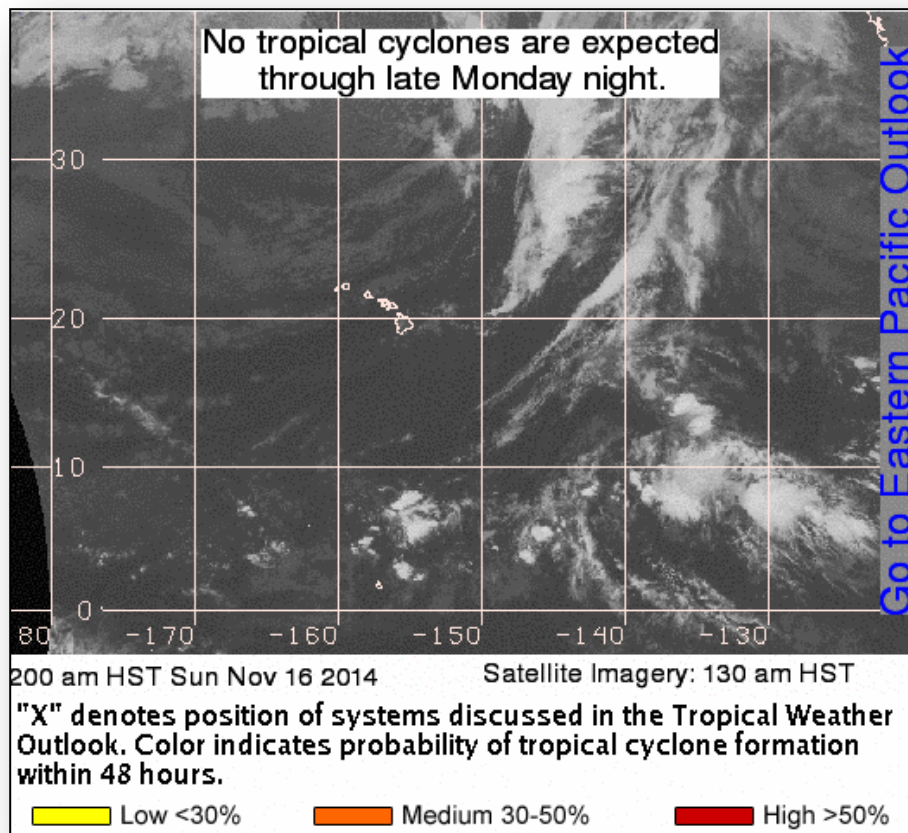 No tropical cyclones are expected
through late Monday night.
Go to Eastern Pacific Outlook
30
20
10
0
80 -170 -160 -150 -140 -130
200 am HST Sun Nov 16 2014 Satellite Imagery: 130 am HST
"X" denotes position of systems discussed in the Tropical Weather
Outlook. Color indicates probability of tropical cyclone formation
within 48 hours.
Low <30% Medium 30-50% High >50%